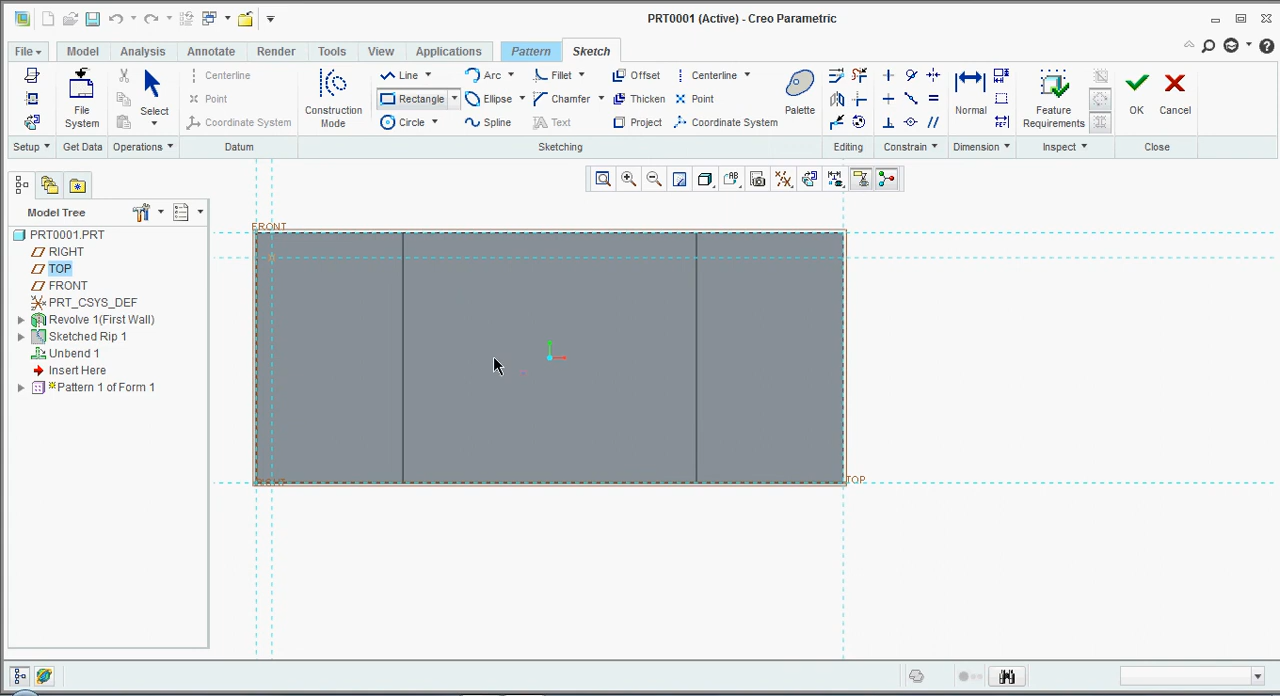 PRT0001 (Active) - Creo Parametric
File Model Analysis Annotate Render Tools View Applications Pattern Sketch
Centerline Line Arc Fillet Offset Centerline
Point Rectangle Ellipse Chamfer Thicken Point
Coordinate System Circle Spline Text Project Coordinate System
File System Select Construction Mode Palette Normal Feature Requirements OK Cancel
Setup Get Data Operations Datum Sketching Editing Constrain Dimension Inspect Close
Model Tree
PRT0001.PRT
RIGHT
TOP
FRONT
PRT_CSYS_DEF
Revolve 1(First Wall)
Sketched Rip 1
Unbend 1
Insert Here
Pattern 1 of Form 1
FRONT
TOP